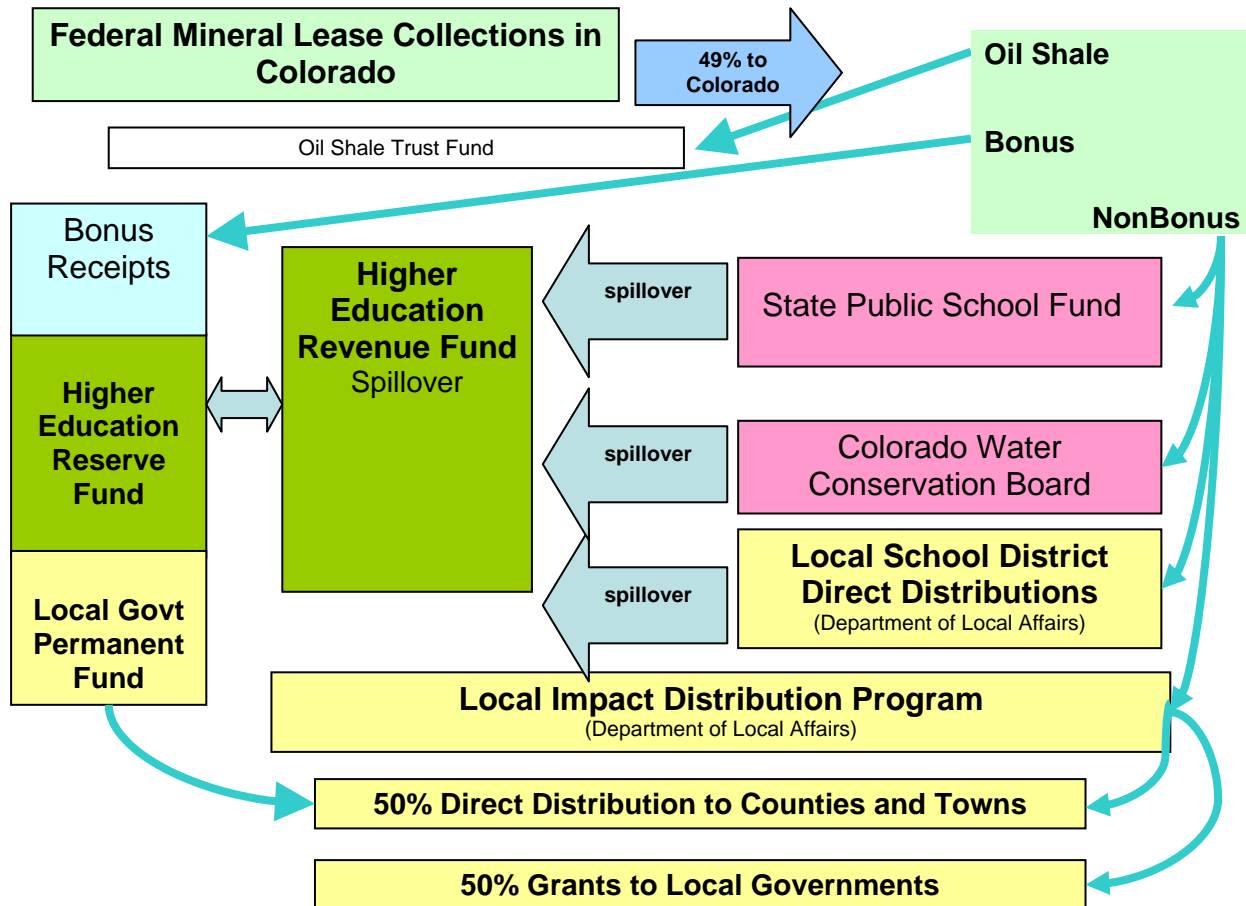 Federal Mineral Lease Collections in
Colorado
49% to
Colorado
Oil Shale
Bonus
NonBonus
Oil Shale Trust Fund
Bonus
Receipts
Higher
Education
Reserve
Fund
Local Govt
Permanent
Fund
Higher
Education
Revenue Fund
Spillover
spillover
State Public School Fund
spillover
Colorado Water
Conservation Board
spillover
Local School District
Direct Distributions
(Department of Local Affairs)
Local Impact Distribution Program
(Department of Local Affairs)
50% Direct Distribution to Counties and Towns
50% Grants to Local Governments